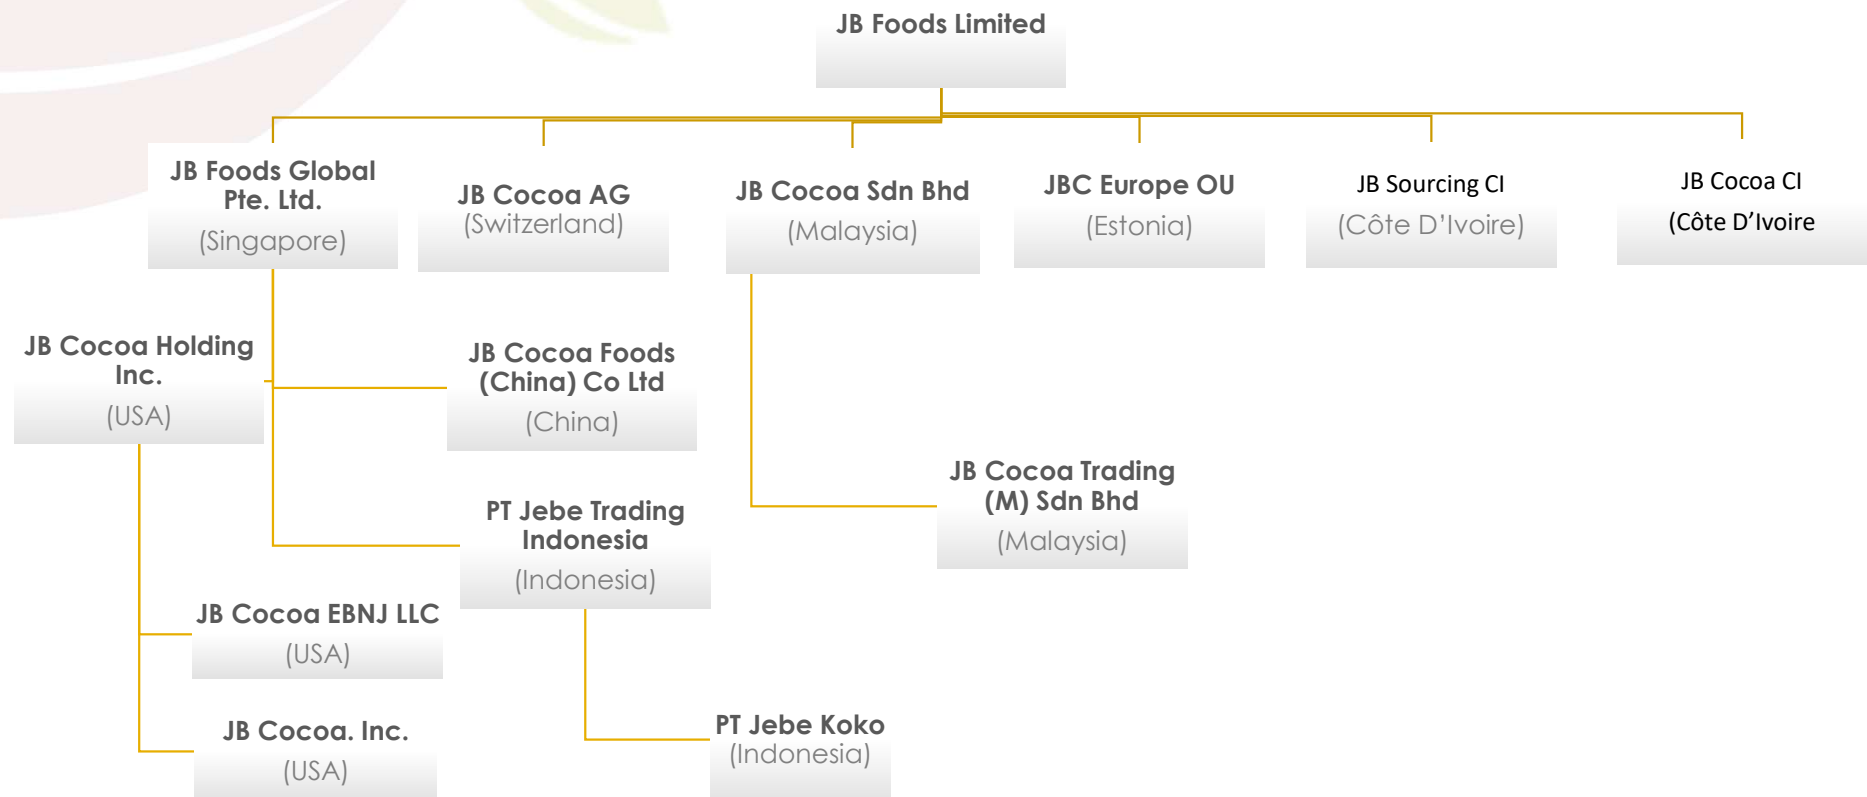 JB Foods Limited
JB Foods Global
Pte. Ltd.
(Singapore)
JB Cocoa AG
(Switzerland)
JB Cocoa Sdn Bhd
(Malaysia)
JBC Europe OU
(Estonia)
JB Sourcing CI
(Côte D’Ivoire)
JB Cocoa CI
(Côte D’Ivoire
JB Cocoa Holding
Inc.
(USA)
JB Cocoa Foods
(China) Co Ltd
(China)
JB Cocoa Trading
(M) Sdn Bhd
(Malaysia)
PT Jebe Trading
Indonesia
(Indonesia)
JB Cocoa EBNJ LLC
(USA)
JB Cocoa. Inc.
(USA)
PT Jebe Koko
(Indonesia)